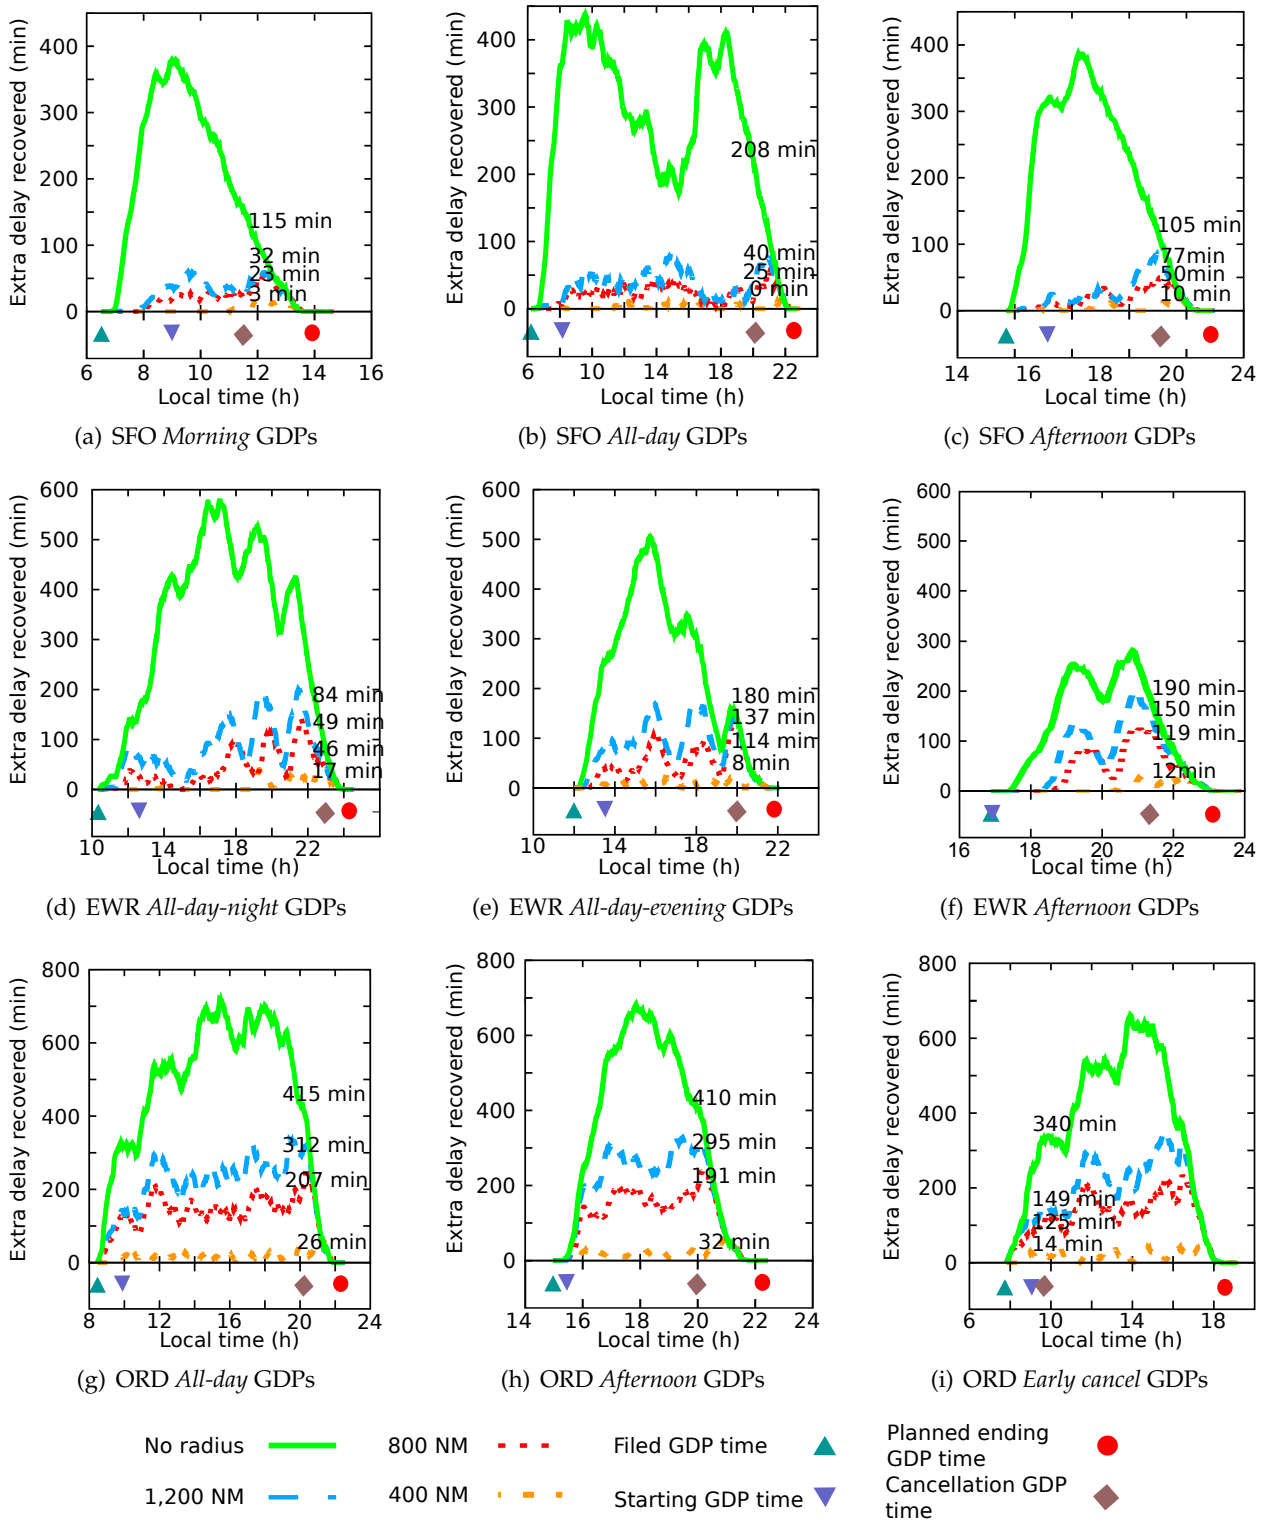 Extra delay recovered (min)
400
300
200
100
0
115 min
32 min
23 min
3 min
6 8 10 12 14 16
Local time (h)
(a) SFO Morning GDPs
Extra delay recovered (min)
400
300
200
100
0
208 min
40 min
25 min
0 min
6 10 14 18 22
Local time (h)
(b) SFO All-day GDPs
Extra delay recovered (min)
400
300
200
100
0
105 min
77min
50min
10 min
14 16 18 20 22 24
Local time (h)
(c) SFO Afternoon GDPs
Extra delay recovered (min)
600
500
400
300
200
100
0
84 min
49 min
46 min
17 min
10 14 18 22
Local time (h)
(d) EWR All-day-night GDPs
Extra delay recovered (min)
600
500
400
300
200
100
0
180 min
137 min
114 min
8 min
12 14 16 18 20 22
Local time (h)
(e) EWR All-day-evening GDPs
Extra delay recovered (min)
600
500
400
300
200
100
0
190 min
150 min
119 min
12min
16 18 20 22 24
Local time (h)
(f) EWR Afternoon GDPs
Extra delay recovered (min)
800
600
400
200
0
415 min
312 min
207 min
26 min
8 12 16 20 24
Local time (h)
(g) ORD All-day GDPs
Extra delay recovered (min)
800
600
400
200
0
410 min
295 min
191 min
32 min
14 16 18 20 22 24
Local time (h)
(h) ORD Afternoon GDPs
Extra delay recovered (min)
800
600
400
200
0
340 min
149 min
125 min
14 min
6 10 14 18
Local time (h)
(i) ORD Early cancel GDPs
No radius
800 NM
Filed GDP time
Planned ending
GDP time
1,200 NM
400 NM
Starting GDP time
Cancellation GDP
time